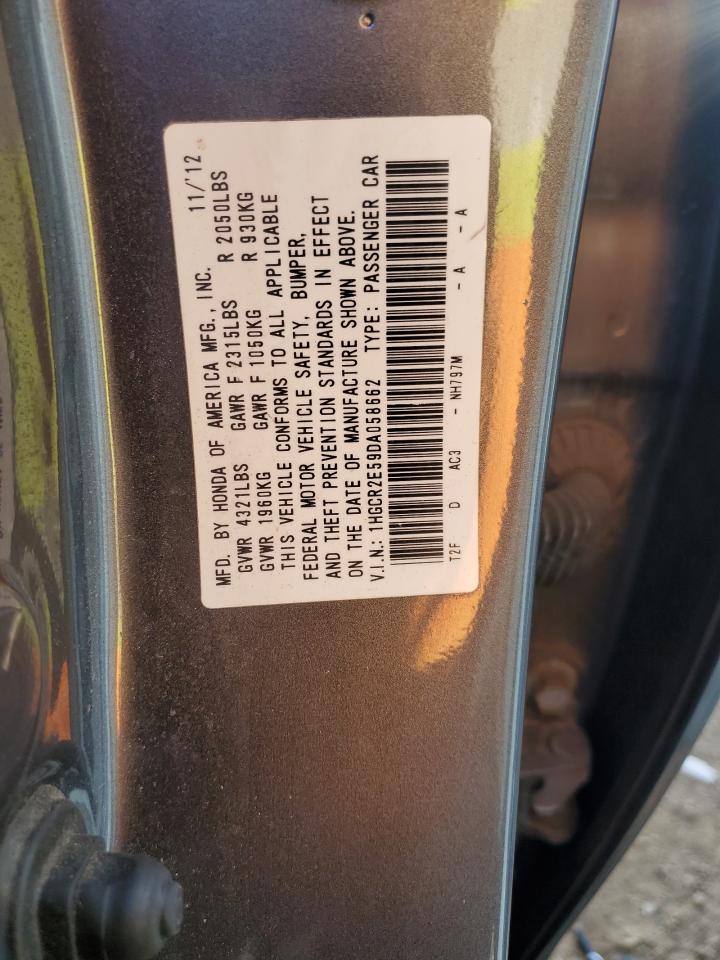 MFD. BY HONDA OF AMERICA MFG., INC. 11/'12
GVWR 4321LBS GAWR F 2315LBS R 2050LBS
GVWR 1960KG GAWR F 1050KG R 930KG
THIS VEHICLE CONFORMS TO ALL APPLICABLE
FEDERAL MOTOR VEHICLE SAFETY, BUMPER,
AND THEFT PREVENTION STANDARDS IN EFFECT
ON THE DATE OF MANUFACTURE SHOWN ABOVE.
V.I.N.: 1HGCR2E59DA058662 TYPE: PASSENGER CAR
T2F D AC3 - NH797M - A - A